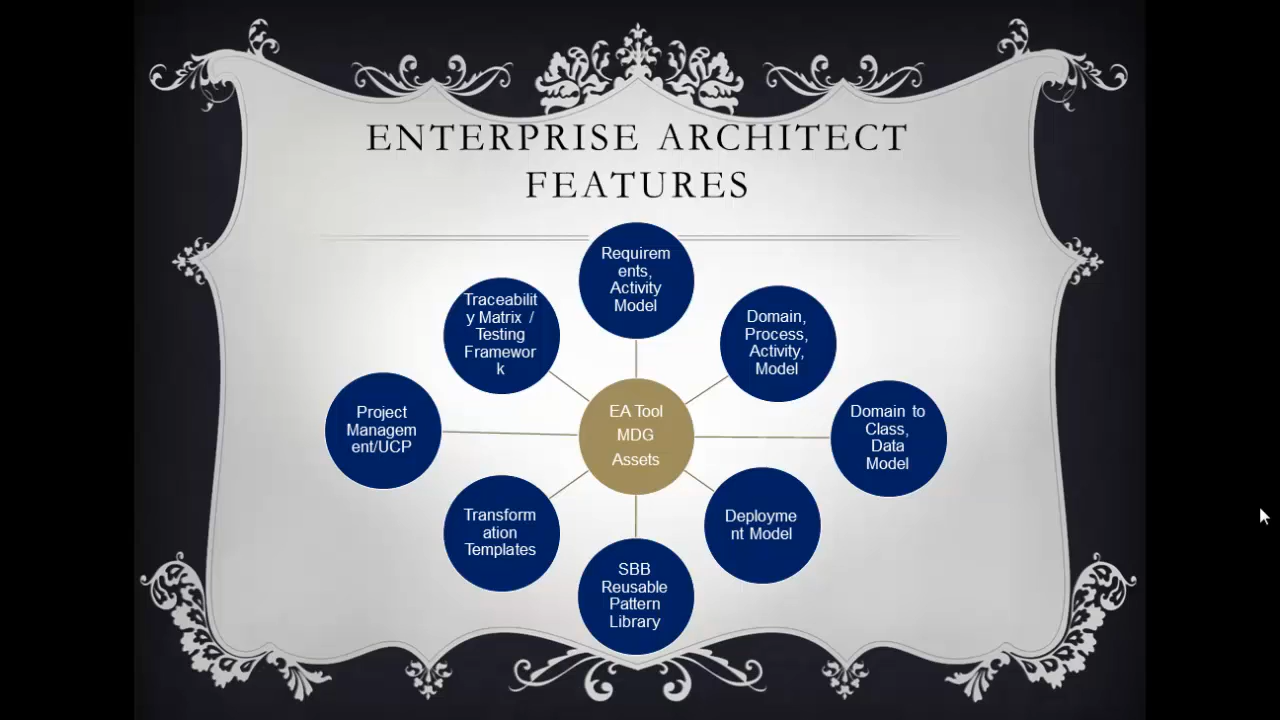 ENTERPRISE ARCHITECT
FEATURES
Requirem
ents,
Activity
Model
Domain,
Process,
Activity,
Model
Domain to
Class,
Data
Model
Deployme
nt Model
SBB
Reusable
Pattern
Library
Transform
ation
Templates
Project
Managem
ent/UCP
Traceabilit
y Matrix /
Testing
Framewor
k
EA Tool
MDG
Assets